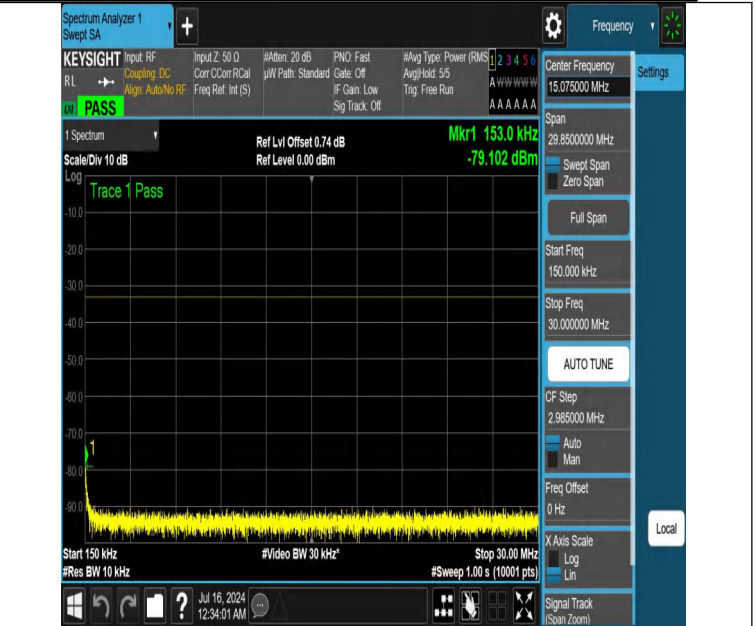 Spectrum Analyzer 1
Swept SA
+
Frequency
KEYSIGHT
RL
PASS
Input: RF
Coupling: DC
Align: Auto/No RF
Input Z: 50 Ω
Corr CCorr RCal
Freq Ref: Int (S)
#Atten: 20 dB
µW Path: Standard
PNO: Fast
Gate: Off
IF Gain: Low
Sig Track: Off
#Avg Type: Power (RMS
Avg|Hold: 5/5
Trig: Free Run
1 2 3 4 5 6
A W W W W W
A A A A A A
1 Spectrum
Scale/Div 10 dB
Ref Lvl Offset 0.74 dB
Ref Level 0.00 dBm
Mkr1 153.0 kHz
-79.102 dBm
Log
Trace 1 Pass
-10.0
-20.0
-30.0
-40.0
-50.0
-60.0
-70.0
1
-80.0
-90.0
Start 150 kHz
#Res BW 10 kHz
#Video BW 30 kHz*
Stop 30.00 MHz
#Sweep 1.00 s (10001 pts)
?
Jul 16, 2024
12:34:01 AM
Center Frequency
15.075000 MHz
Settings
Span
29.8500000 MHz
Swept Span
Zero Span
Full Span
Start Freq
150.000 kHz
Stop Freq
30.000000 MHz
AUTO TUNE
CF Step
2.985000 MHz
Auto
Man
Freq Offset
0 Hz
X Axis Scale
Log
Lin
Local
Signal Track
(Span Zoom)